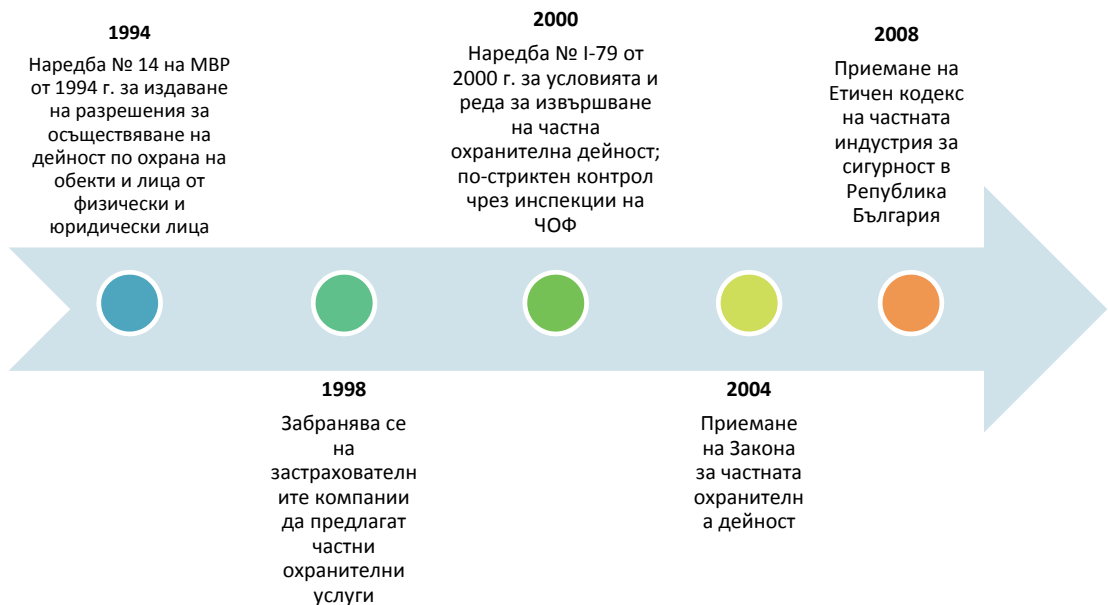 1994
Наредба № 14 на МВР
от 1994 г. за издаване
на разрешения за
осъществяване на
дейност по охрана на
обекти и лица от
физически и
юридически лица
1998
Забранява се
на
застрахователн
ите компании
да предлагат
частни
охранителни
услуги
2000
Наредба № I-79 от
2000 г. за условията и
реда за извършване
на частна
охранителна дейност;
по-стриктен контрол
чрез инспекции на
ЧОФ
2004
Приемане
на Закона
за частната
охранителн
а дейност
2008
Приемане на
Етичен кодекс
на частната
индустрия за
сигурност в
Република
България